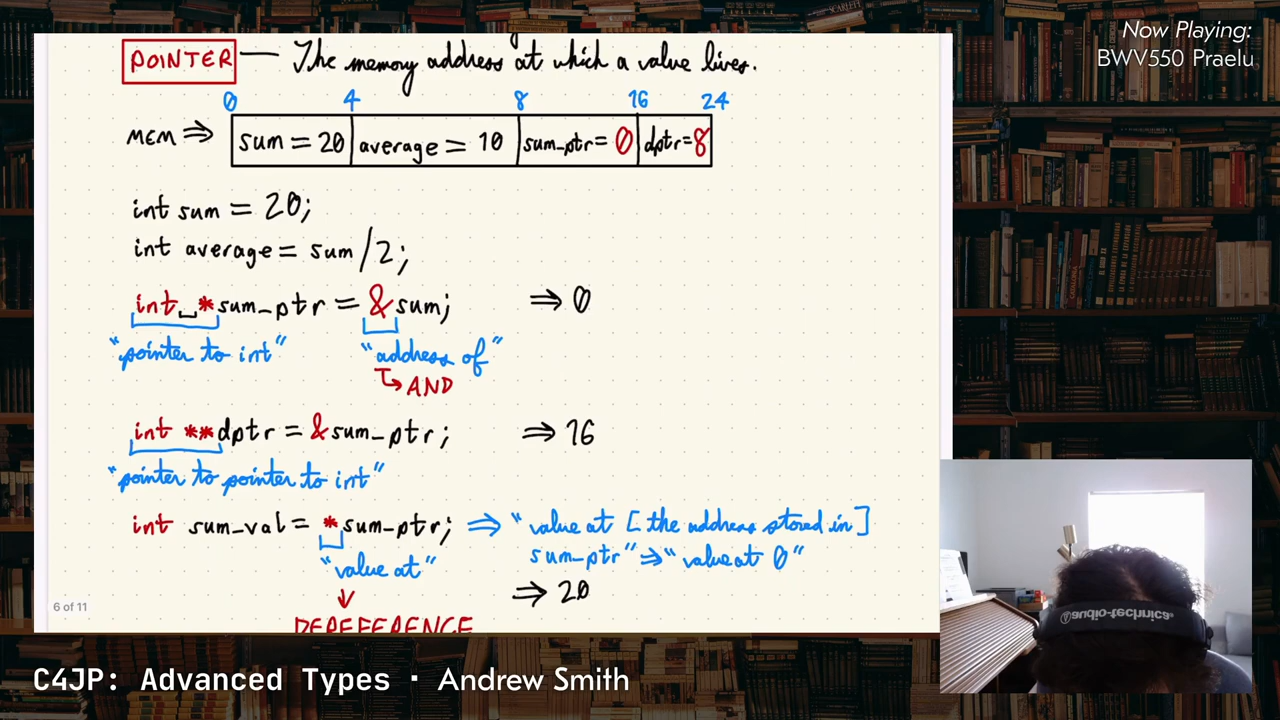 Now Playing:
BWV550 Praelu
POINTER — The memory address at which a value lives.
0 4 8 16 24
MEM ⇒ sum = 20 average = 10 sum_ptr= 0 dptr=8
int sum = 20;
int average = sum/2;
int *sum_ptr = &sum; ⇒ 0
"pointer to int" "address of"
↳ AND
int **dptr = &sum_ptr; ⇒ 16
"pointer to pointer to int"
int sum_val = *sum_ptr; ⇒ "value at [the address stored in]
sum_ptr" ⇒ "value at 0"
"value at"
⇒ 20
DEREFERENCE
6 of 11
audio-technica
C4JP: Advanced Types ▪ Andrew Smith